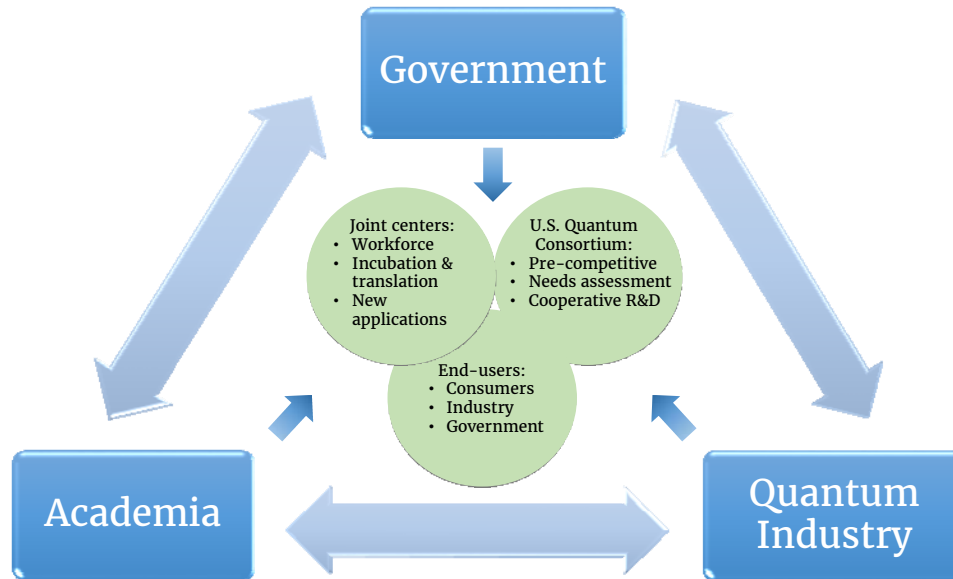 Government
Joint centers:
• Workforce
• Incubation &
translation
• New
applications
U.S. Quantum
Consortium:
• Pre-competitive
• Needs assessment
• Cooperative R&D
End-users:
• Consumers
• Industry
• Government
Academia
Quantum
Industry